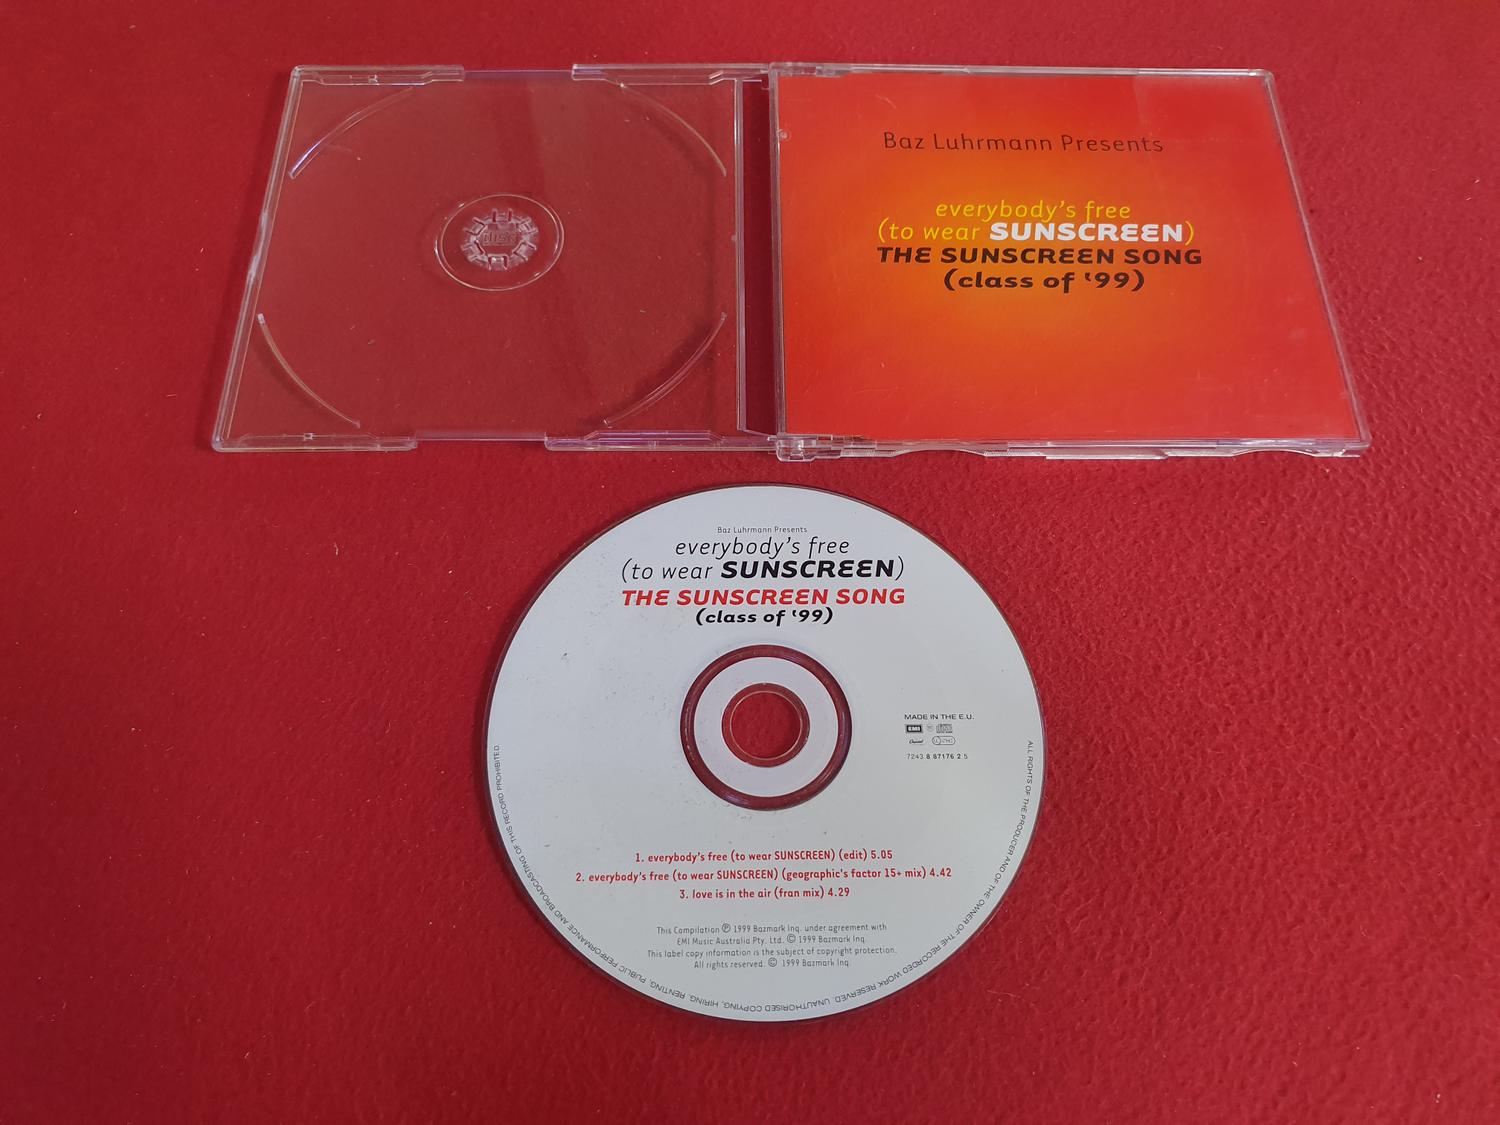 Baz Luhrmann Presents
everybody's free
(to wear SUNSCREEN)
THE SUNSCREEN SONG
(class of '99)
Baz Luhrmann Presents
everybody's free
(to wear SUNSCREEN)
THE SUNSCREEN SONG
(class of '99)
MADE IN THE E.U.
EMI
7243 8 87176 2 5
1. everybody's free (to wear SUNSCREEN) (edit) 5.05
2. everybody's free (to wear SUNSCREEN) (geographic's factor 15+ mix) 4.42
3. love is in the air (fran mix) 4.29
This Compilation ℗ 1999 Bazmark Inq. under agreement with
EMI Music Australia Pty. Ltd. © 1999 Bazmark Inq.
This label copy information is the subject of copyright protection.
All rights reserved. © 1999 Bazmark Inq.
ALL RIGHTS OF THE PRODUCER AND OF THE OWNER OF THE RECORDED WORK RESERVED. UNAUTHORISED COPYING, HIRING, RENTING, PUBLIC PERFORMANCE AND BROADCASTING OF THIS RECORD PROHIBITED.